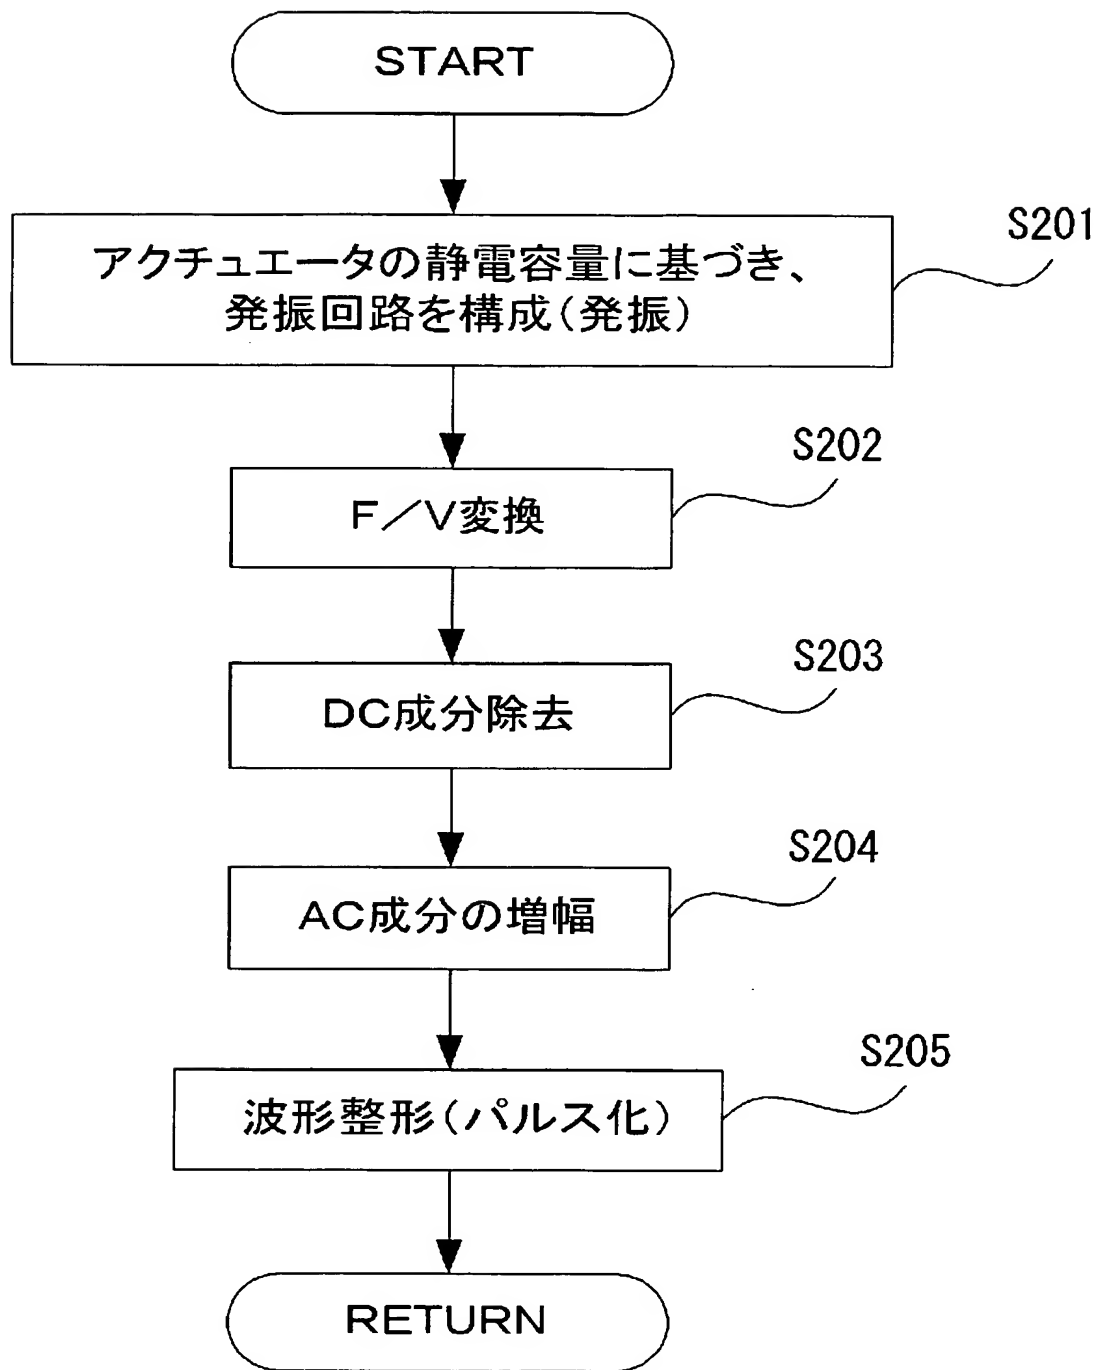 START
アクチュエータの静電容量に基づき、
発振回路を構成(発振)
S201
F/V変換
S202
DC成分除去
S203
AC成分の増幅
S204
波形整形(パルス化)
S205
RETURN